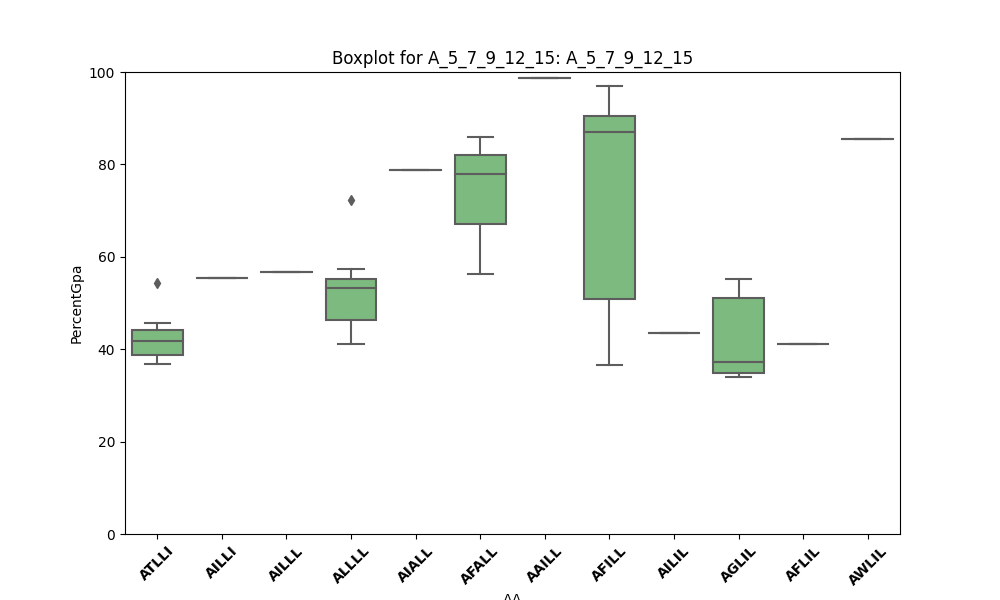 Boxplot for A_5_7_9_12_15: A_5_7_9_12_15
100
80
60
40
20
0
PercentGpa
ATLLI
AILLI
AILLL
ALLLL
AIALL
AFALL
AAILL
AFILL
AILIL
AGLIL
AFLIL
AWLIL
AA